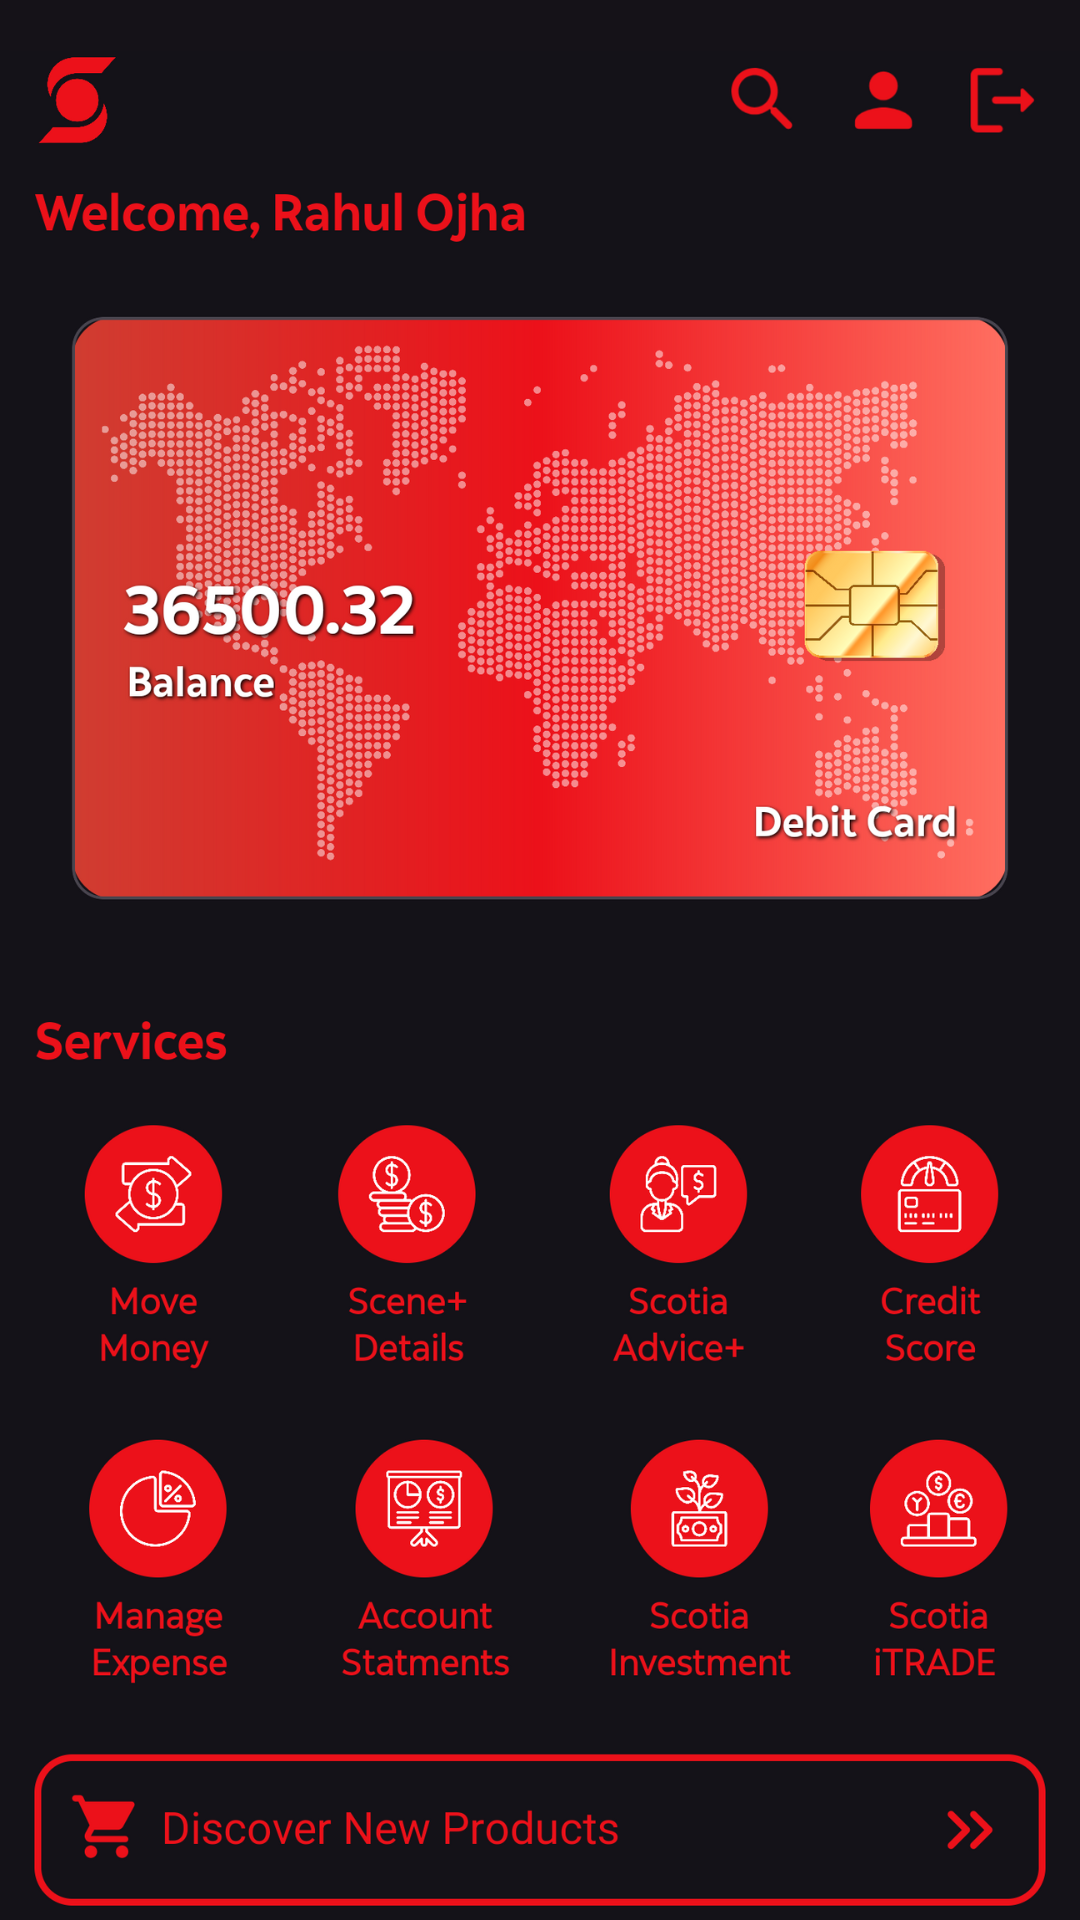 Welcome, Rahul Ojha
36500.32
Balance
Debit Card
Services
Move
Money
Scene+
Details
Scotia
Advice+
Credit
Score
Manage
Expense
Account
Statments
Scotia
Investment
Scotia
iTRADE
Discover New Products